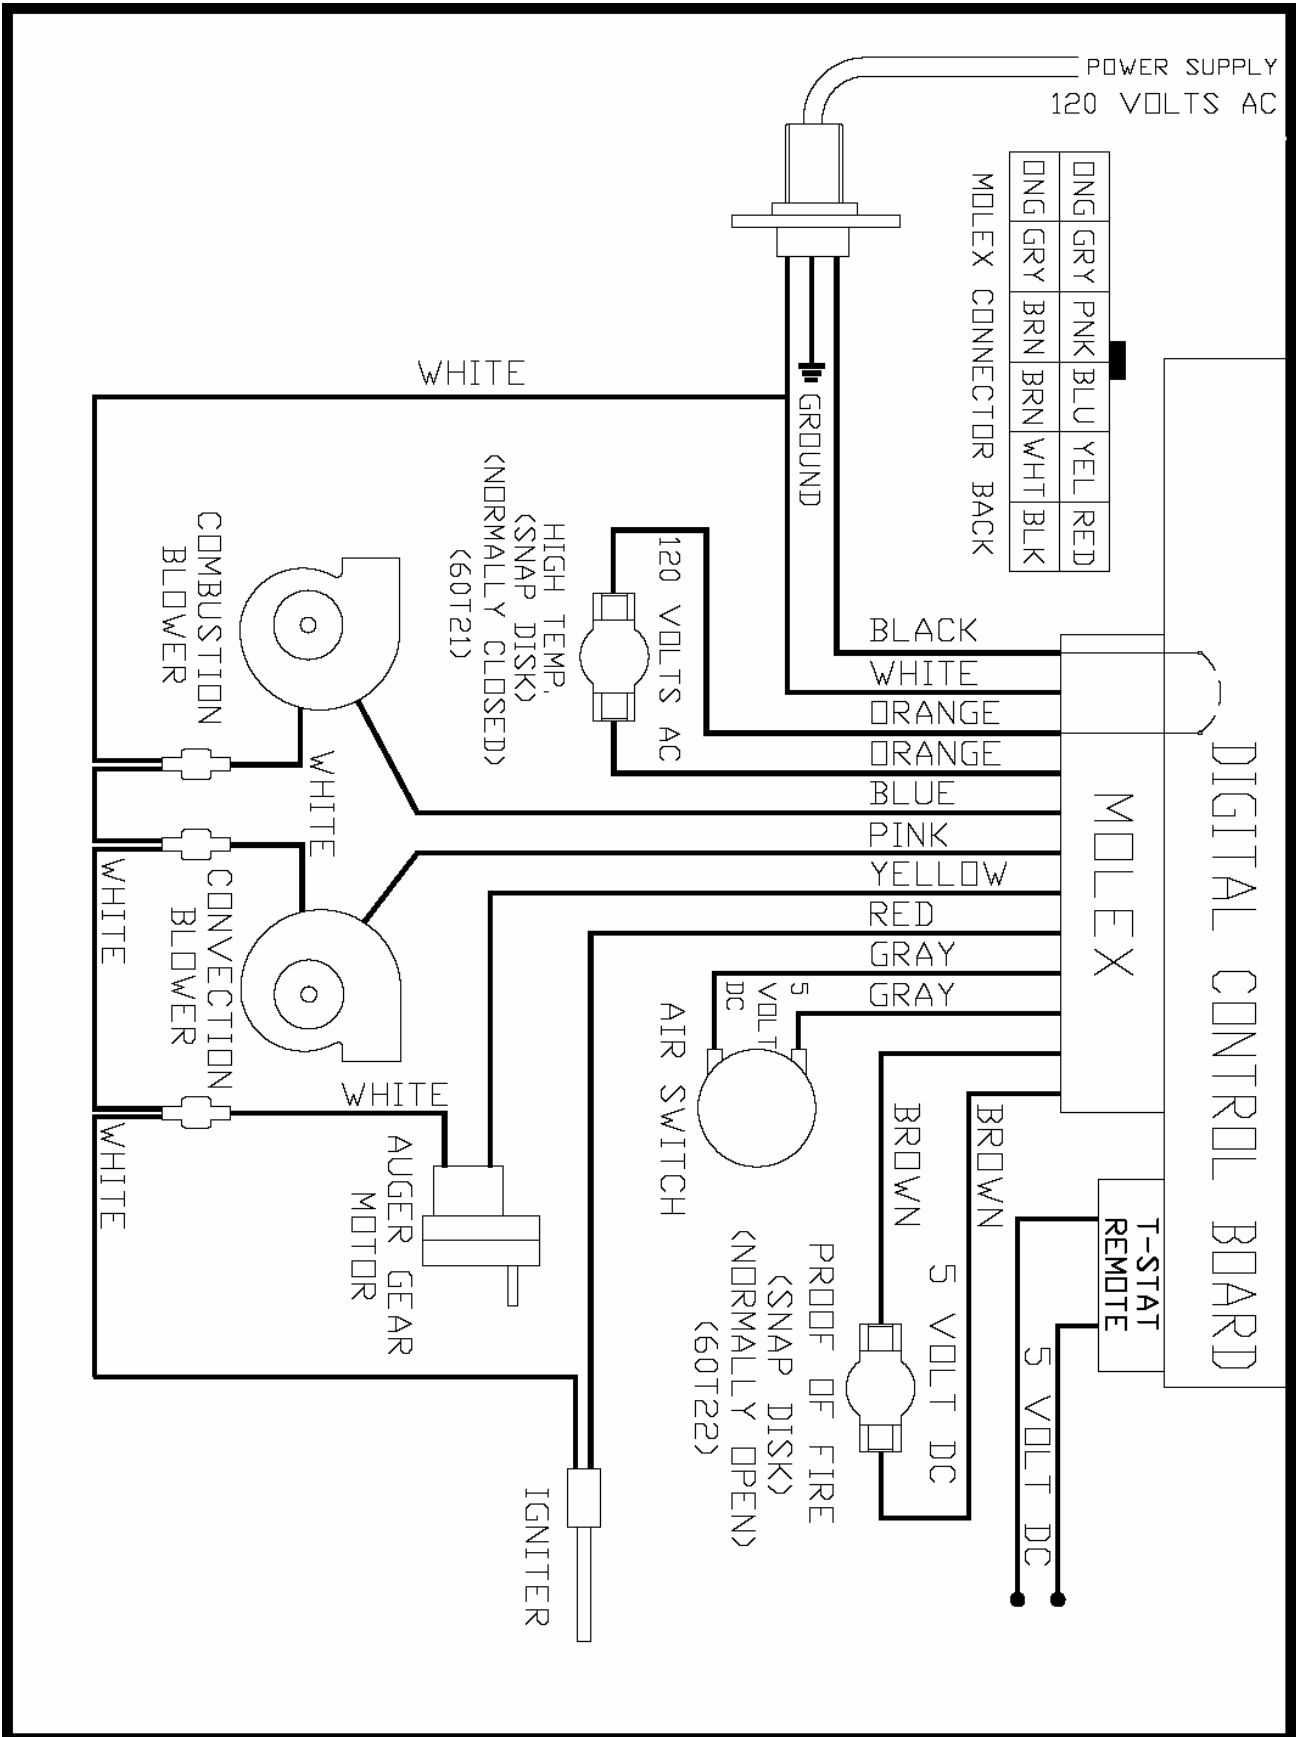 POWER SUPPLY
120 VOLTS AC
ONG GRY PNK BLU YEL RED
ONG GRY BRN BRN WHT BLK
MOLEX CONNECTOR BACK
WHITE
GROUND
120 VOLTS AC
HIGH TEMP.
(SNAP DISK)
(NORMALLY CLOSED)
(60T21)
COMBUSTION
BLOWER
BLACK
WHITE
ORANGE
ORANGE
BLUE
PINK
YELLOW
RED
GRAY
GRAY
MOLEX
DIGITAL CONTROL BOARD
WHITE
WHITE
CONVECTION
BLOWER
5
VOLT
DC
AIR SWITCH
WHITE
WHITE
AUGER GEAR
MOTOR
BROWN
BROWN
T-STAT
REMOTE
5 VOLT DC
5 VOLT DC
PROOF OF FIRE
(SNAP DISK)
(NORMALLY OPEN)
(60T22)
IGNITER